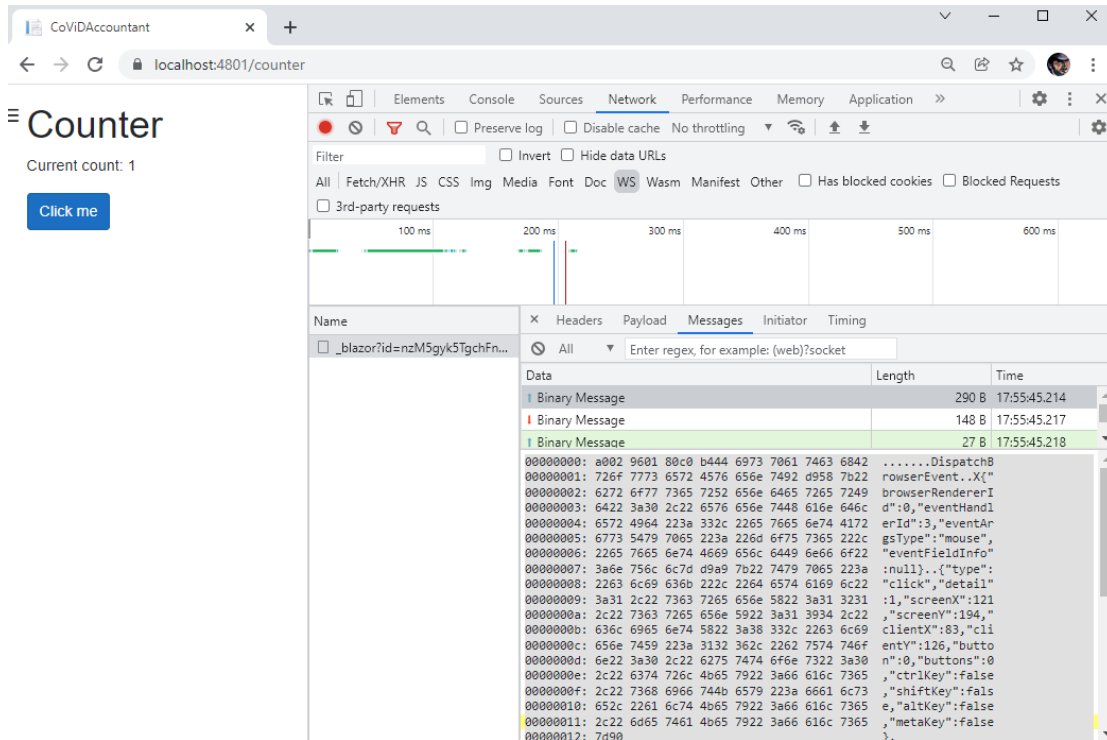 CoViDAccountant
localhost:4801/counter
Counter
Current count: 1
Click me
Elements Console Sources Network Performance Memory Application »
Preserve log Disable cache No throttling
Filter Invert Hide data URLs
All Fetch/XHR JS CSS Img Media Font Doc WS Wasm Manifest Other Has blocked cookies Blocked Requests
3rd-party requests
100 ms 200 ms 300 ms 400 ms 500 ms 600 ms
Name
_blazor?id=nzM5gyk5TgchFn...
× Headers Payload Messages Initiator Timing
All Enter regex, for example: (web)?socket
Data Length Time
Binary Message 290 B 17:55:45.214
Binary Message 148 B 17:55:45.217
Binary Message 27 B 17:55:45.218
00000000: a002 9601 80c0 b444 6973 7061 7463 6842 .......DispatchB
00000001: 726f 7773 6572 4576 656e 7492 d958 7b22 rowserEvent..X{"
00000002: 6272 6f77 7365 7252 656e 6465 7265 7249 browserRendererI
00000003: 6422 3a30 2c22 6576 656e 7448 616e 646c d":0,"eventHandl
00000004: 6572 4964 223a 332c 2265 7665 6e74 4172 erId":3,"eventAr
00000005: 6773 5479 7065 223a 226d 6f75 7365 222c gsType":"mouse",
00000006: 2265 7665 6e74 4669 656c 6449 6e66 6f22 "eventFieldInfo"
00000007: 3a6e 756c 6c7d d9a9 7b22 7479 7065 223a :null}..{"type":
00000008: 2263 6c69 636b 222c 2264 6574 6169 6c22 "click","detail"
00000009: 3a31 2c22 7363 7265 656e 5822 3a31 3231 :1,"screenX":121
0000000a: 2c22 7363 7265 656e 5922 3a31 3934 2c22 ,"screenY":194,"
0000000b: 636c 6965 6e74 5822 3a38 332c 2263 6c69 clientX":83,"cli
0000000c: 656e 7459 223a 3132 362c 2262 7574 746f entY":126,"butto
0000000d: 6e22 3a30 2c22 6275 7474 6f6e 7322 3a30 n":0,"buttons":0
0000000e: 2c22 6374 726c 4b65 7922 3a66 616c 7365 ,"ctrlKey":false
0000000f: 2c22 7368 6966 744b 6579 223a 6661 6c73 ,"shiftKey":fals
00000010: 652c 2261 6c74 4b65 7922 3a66 616c 7365 e,"altKey":false
00000011: 2c22 6d65 7461 4b65 7922 3a66 616c 7365 ,"metaKey":false
00000012: 7d90 }.